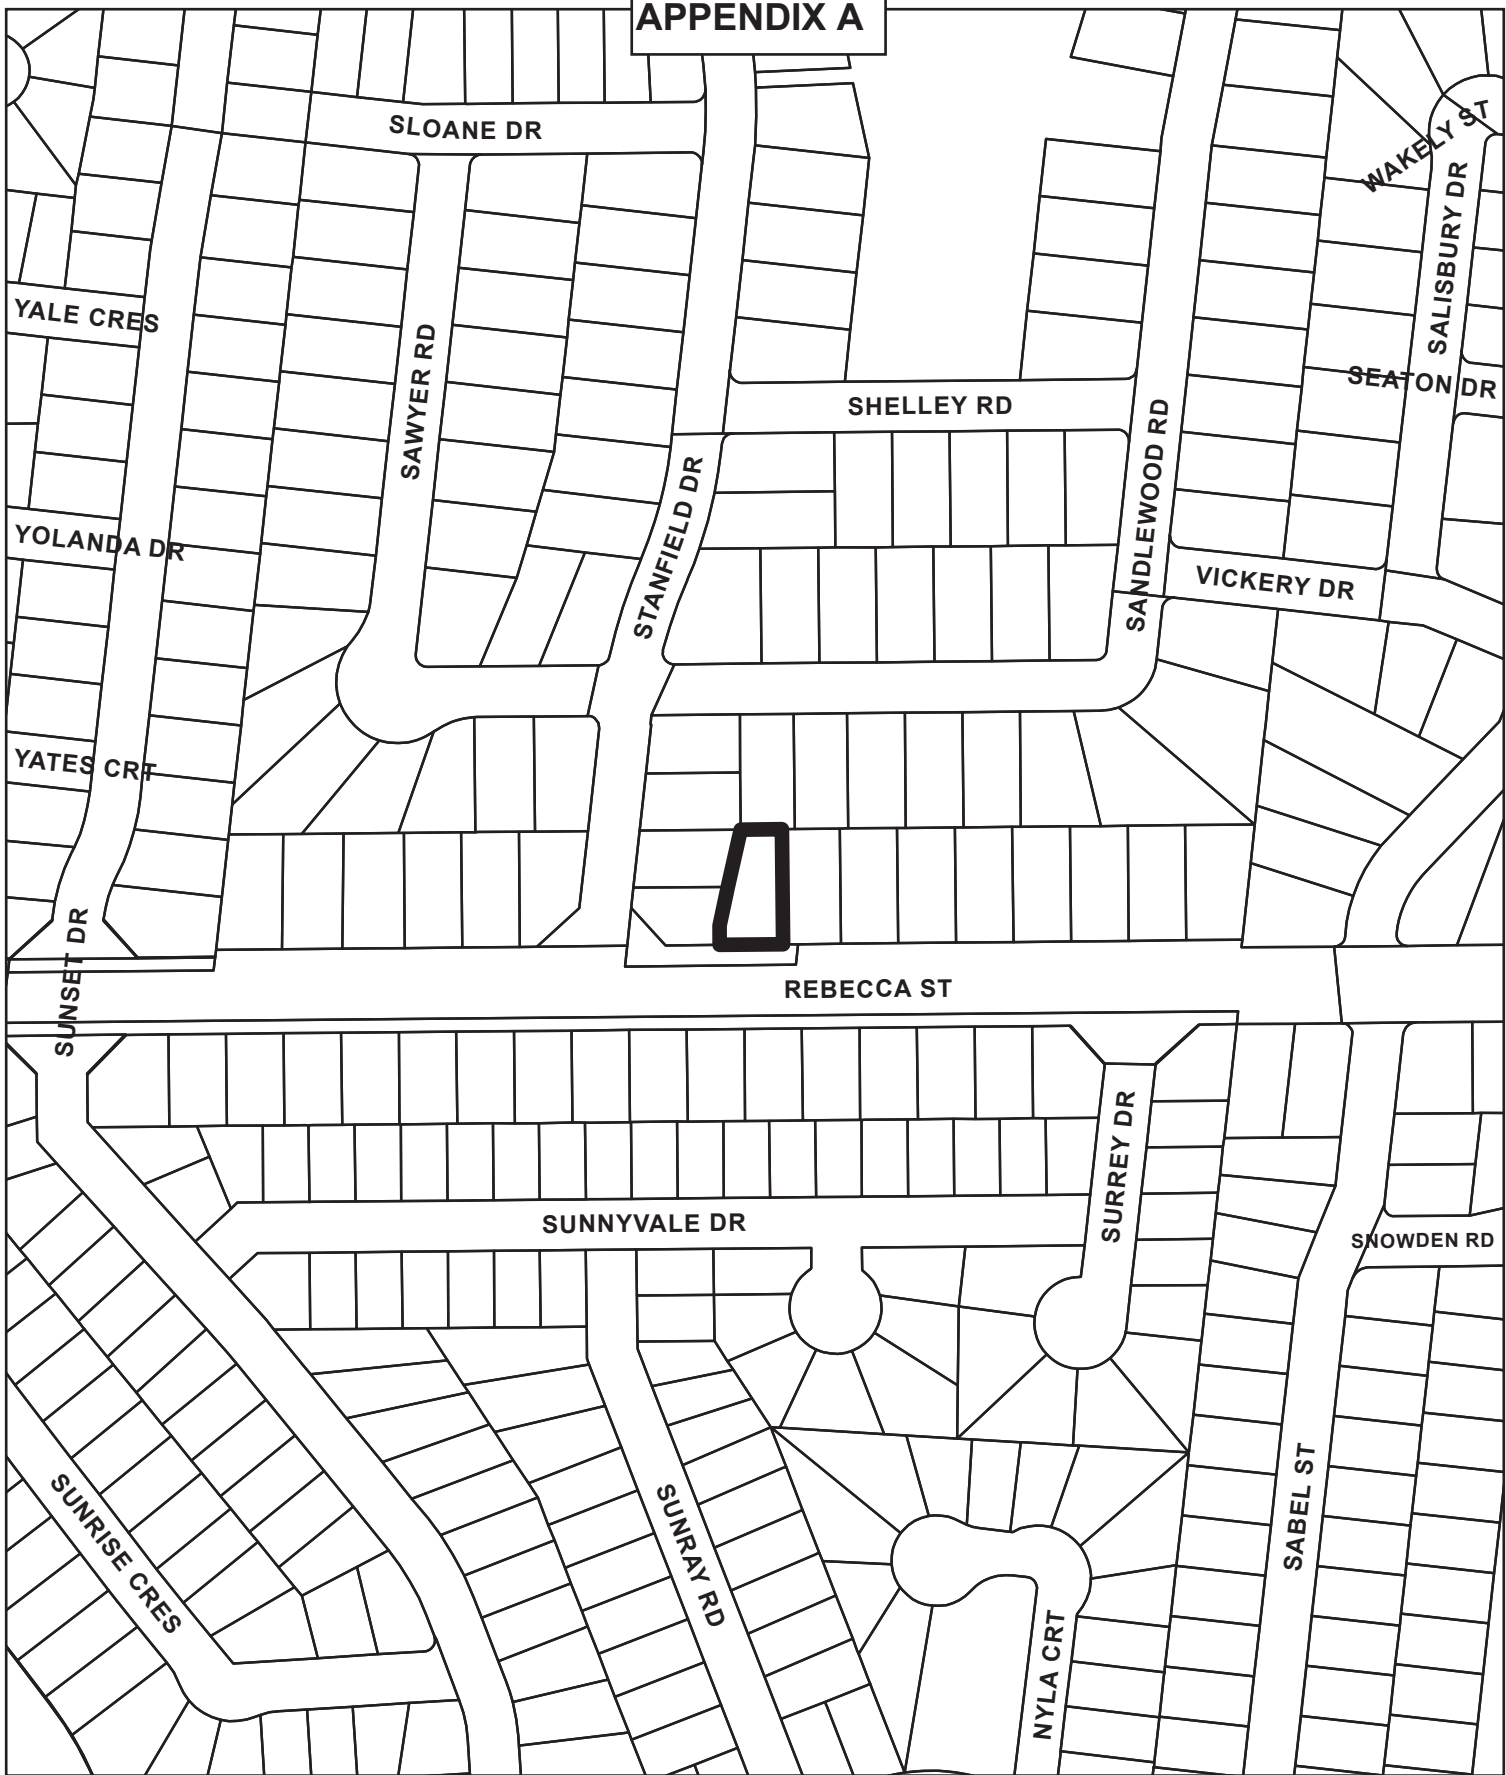 APPENDIX A
SLOANE DR
WAKELY ST
SALISBURY DR
YALE CRES
SAWYER RD
SEATON DR
SHELLEY RD
STANFIELD DR
SANDLEWOOD RD
YOLANDA DR
VICKERY DR
YATES CRT
SUNSET DR
REBECCA ST
SURREY DR
SUNNYVALE DR
SNOWDEN RD
SUNRISE CRES
SUNRAY RD
SABEL ST
NYLA CRT